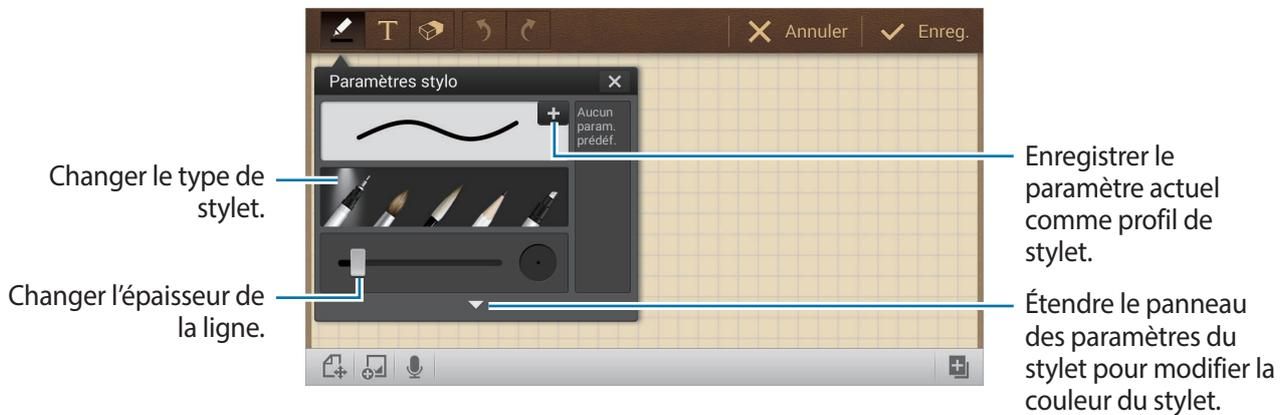 T
Annuler
Enreg.
Paramètres stylo
Aucun
param.
prédéf.
Changer le type de
stylet.
Changer l'épaisseur de
la ligne.
Enregistrer le
paramètre actuel
comme profil de
stylet.
Étendre le panneau
des paramètres du
stylet pour modifier la
couleur du stylet.